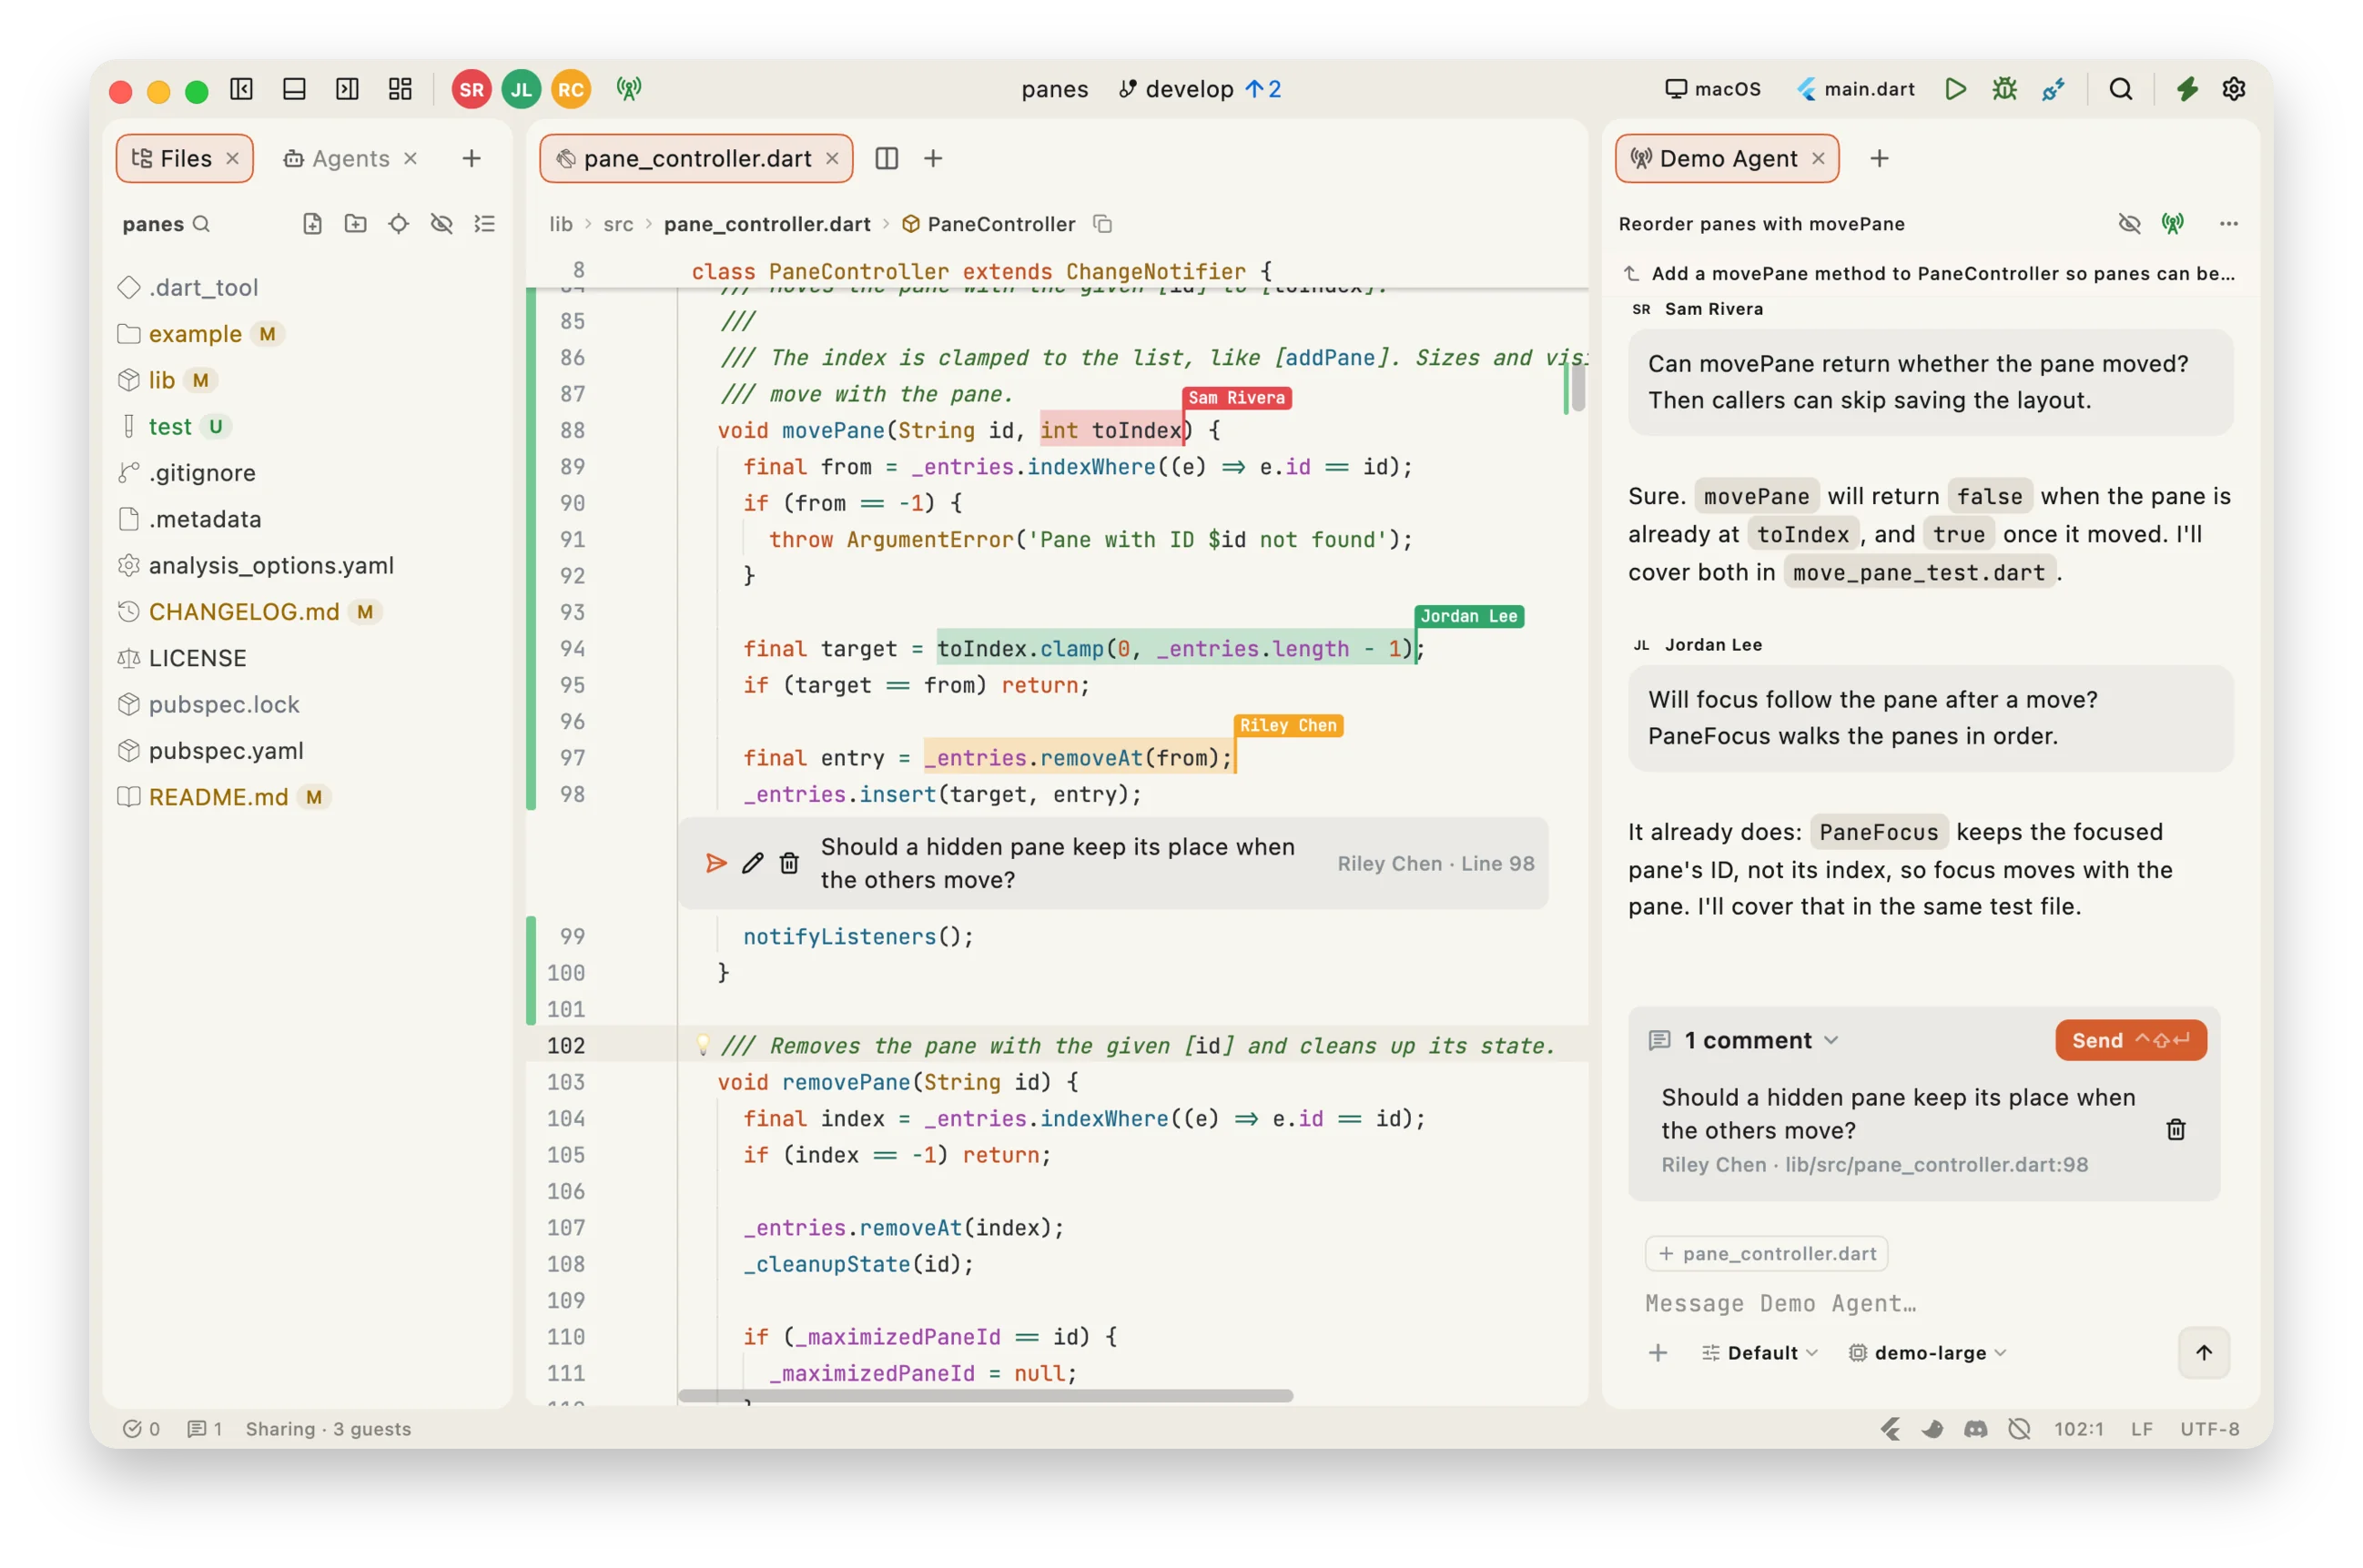 SR JL RC
panes develop 2
macOS main.dart
Files Agents
panes
.dart_tool
example M
lib M
test U
.gitignore
.metadata
analysis_options.yaml
CHANGELOG.md M
LICENSE
pubspec.lock
pubspec.yaml
README.md M
pane_controller.dart
lib src pane_controller.dart PaneController
8 class PaneController extends ChangeNotifier {
84 /// Moves the pane with the given [id] to [toIndex].
85 ///
86 /// The index is clamped to the list, like [addPane]. Sizes and
87 /// move with the pane.
Sam Rivera
88 void movePane(String id, int toIndex) {
89 final from = _entries.indexWhere((e) => e.id == id);
90 if (from == -1) {
91 throw ArgumentError('Pane with ID $id not found');
92 }
93
Jordan Lee
94 final target = toIndex.clamp(0, _entries.length - 1);
95 if (target == from) return;
96
Riley Chen
97 final entry = _entries.removeAt(from);
98 _entries.insert(target, entry);
Should a hidden pane keep its place when
the others move?
Riley Chen · Line 98
99 notifyListeners();
100 }
101
102 /// Removes the pane with the given [id] and cleans up its state.
103 void removePane(String id) {
104 final index = _entries.indexWhere((e) => e.id == id);
105 if (index == -1) return;
106
107 _entries.removeAt(index);
108 _cleanupState(id);
109
110 if (_maximizedPaneId == id) {
111 _maximizedPaneId = null;
Demo Agent
Reorder panes with movePane
Add a movePane method to PaneController so panes can be…
SR Sam Rivera
Can movePane return whether the pane moved?
Then callers can skip saving the layout.
Sure. movePane will return false when the pane is
already at toIndex, and true once it moved. I'll
cover both in move_pane_test.dart.
JL Jordan Lee
Will focus follow the pane after a move?
PaneFocus walks the panes in order.
It already does: PaneFocus keeps the focused
pane's ID, not its index, so focus moves with the
pane. I'll cover that in the same test file.
1 comment Send
Should a hidden pane keep its place when
the others move?
Riley Chen · lib/src/pane_controller.dart:98
+ pane_controller.dart
Message Demo Agent…
Default demo-large
0 1 Sharing · 3 guests
102:1 LF UTF-8